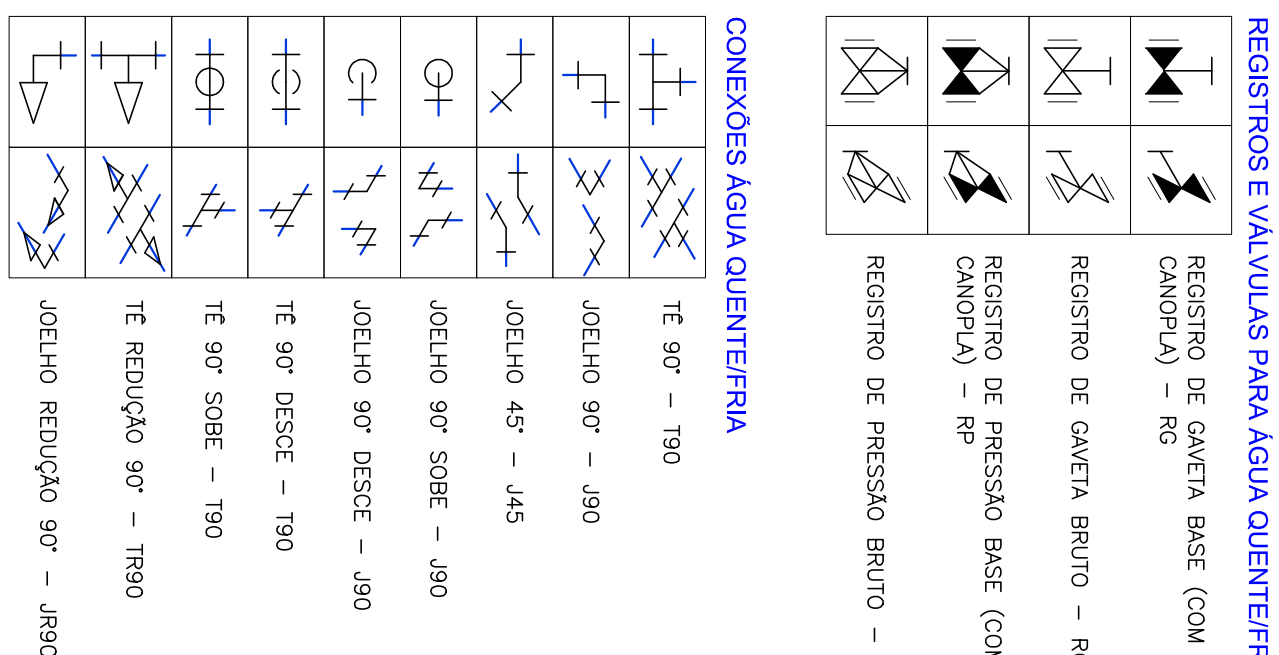 REGISTROS E VÁLVULAS PARA ÁGUA QUENTE/FR
REGISTRO DE GAVETA BASE (COM
CANOPLA) – RG
REGISTRO DE GAVETA BRUTO – RG
REGISTRO DE PRESSÃO BASE (COM
CANOPLA) – RP
REGISTRO DE PRESSÃO BRUTO –
CONEXÕES ÁGUA QUENTE/FRIA
TÊ 90° – T90
JOELHO 90° – J90
JOELHO 45° – J45
JOELHO 90° SOBE – J90
JOELHO 90° DESCE – J90
TÊ 90° DESCE – T90
TÊ 90° SOBE – T90
TÊ REDUÇÃO 90° – TR90
JOELHO REDUÇÃO 90° – JR90